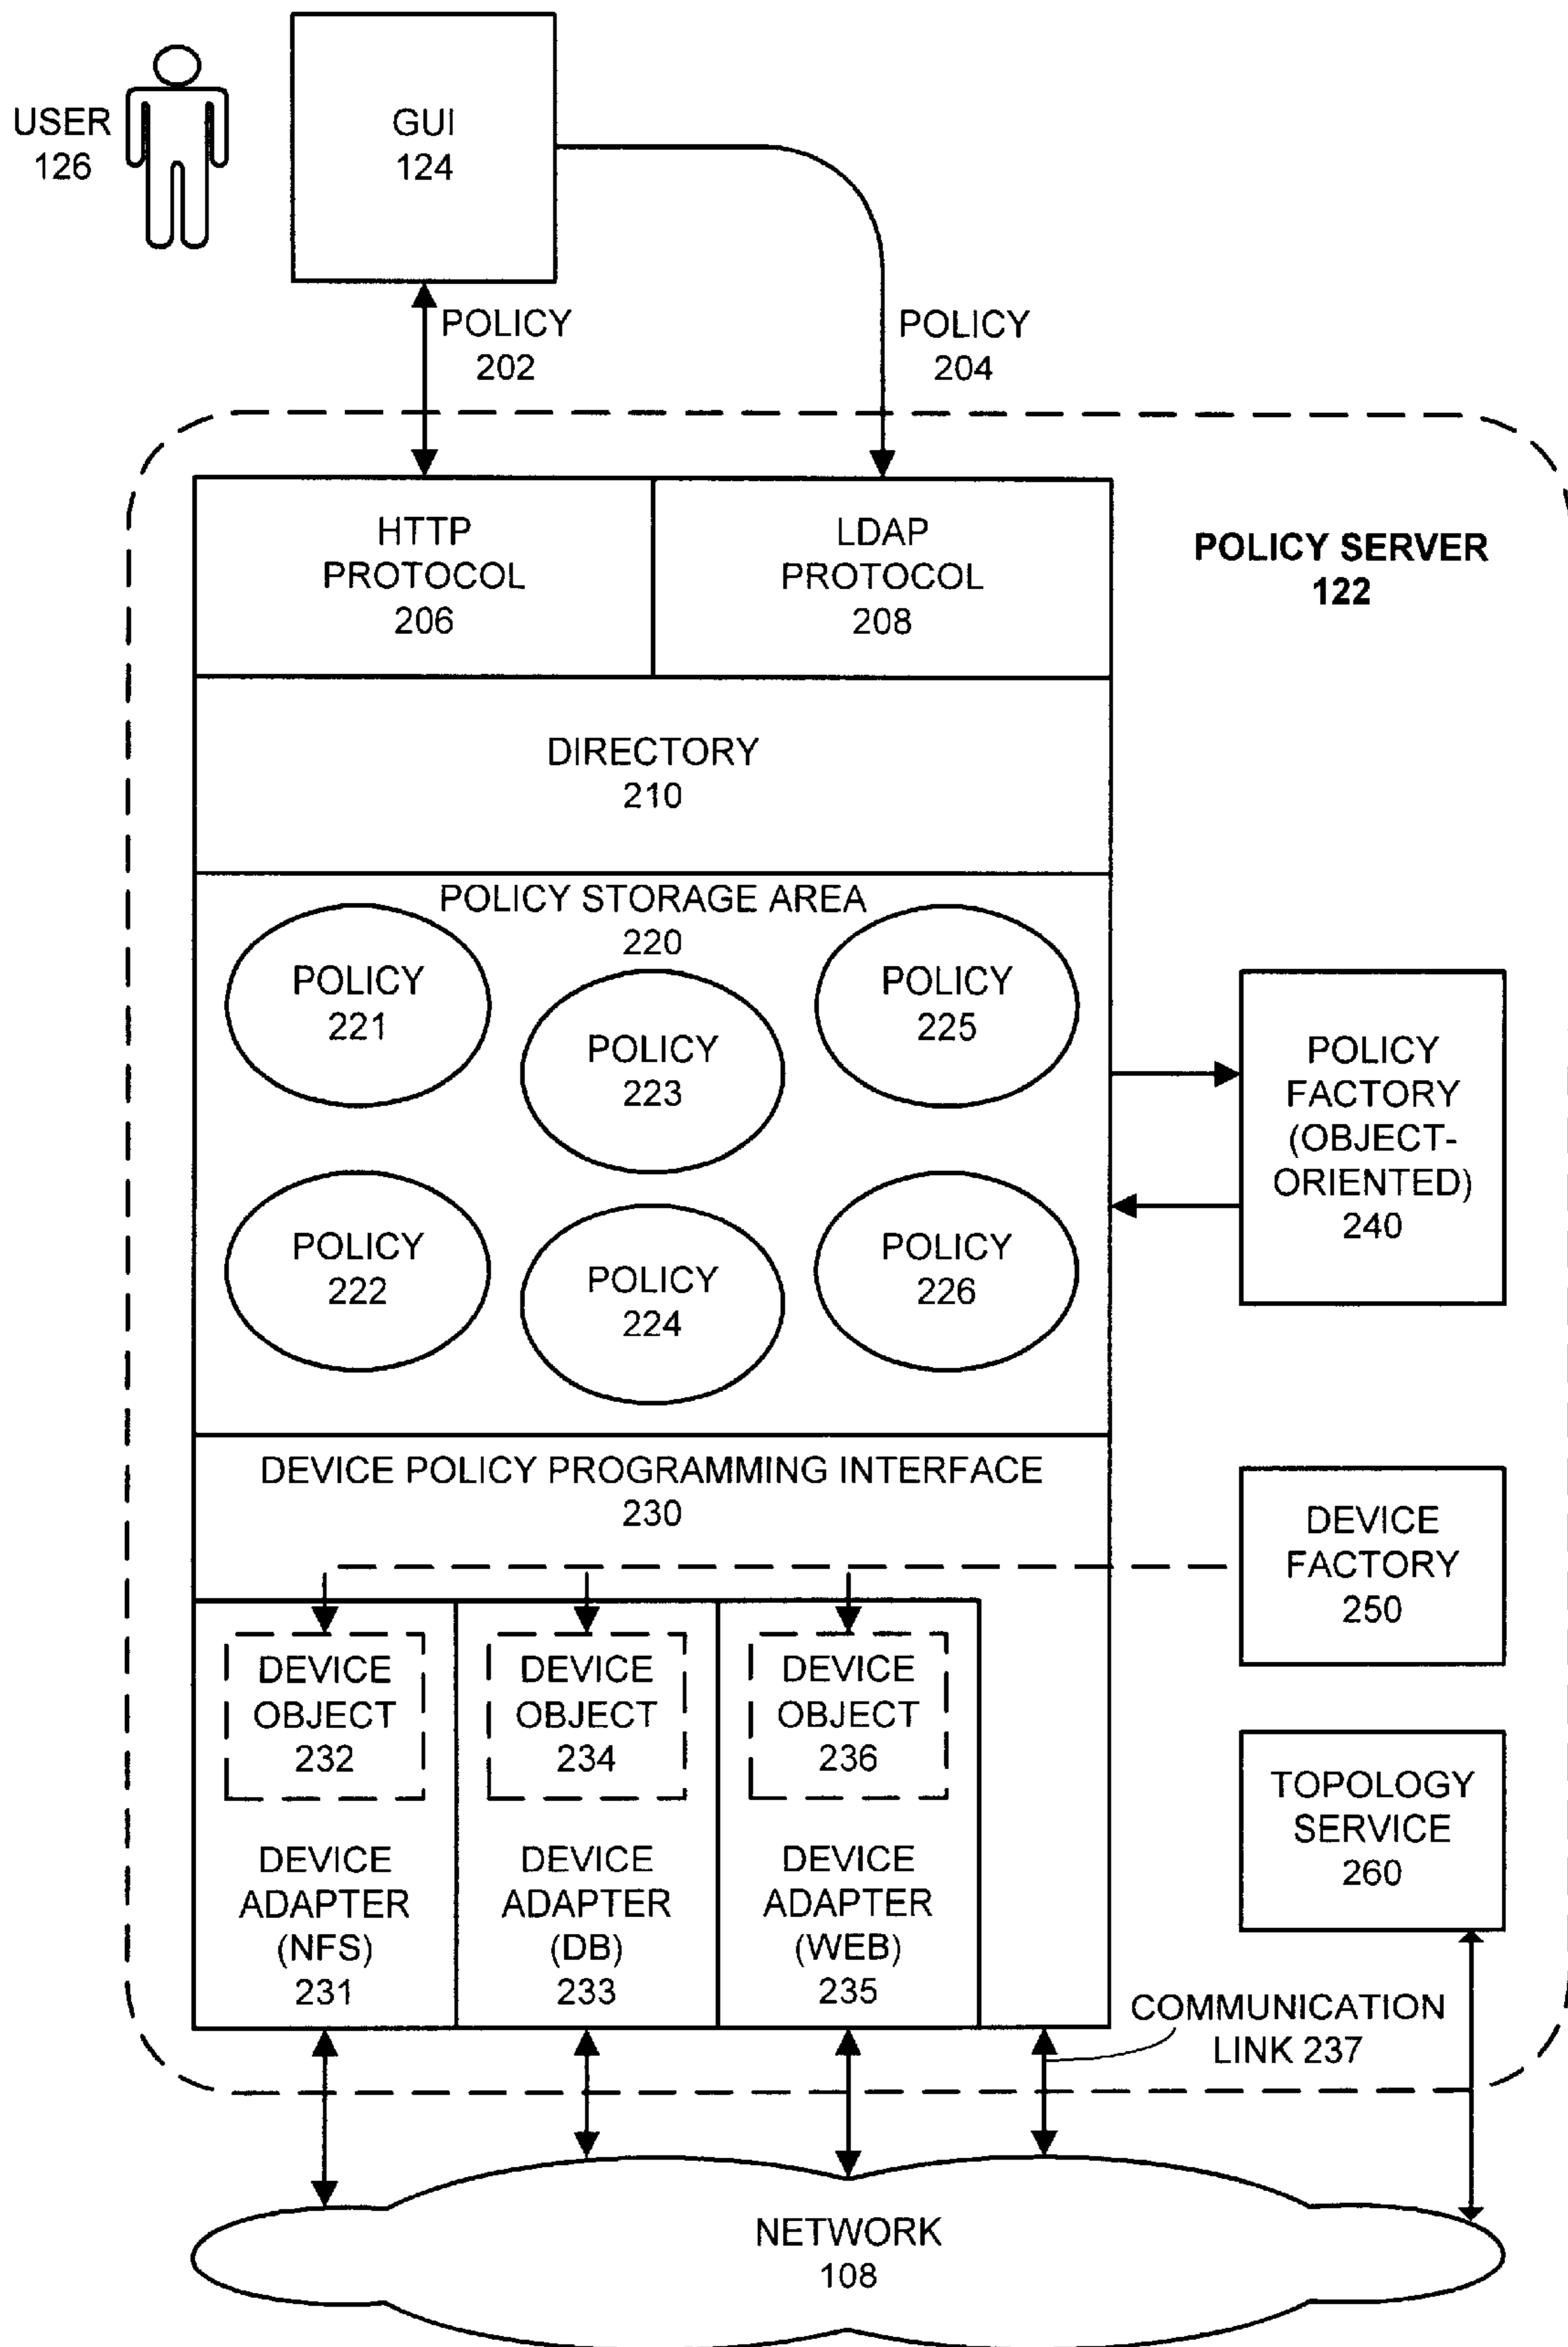 USER
126
GUI
124
POLICY
202
POLICY
204
HTTP
PROTOCOL
206
LDAP
PROTOCOL
208
POLICY SERVER
122
DIRECTORY
210
POLICY STORAGE AREA
220
POLICY
221
POLICY
223
POLICY
225
POLICY
222
POLICY
224
POLICY
226
POLICY
FACTORY
(OBJECT-
ORIENTED)
240
DEVICE POLICY PROGRAMMING INTERFACE
230
DEVICE
FACTORY
250
DEVICE
OBJECT
232
DEVICE
OBJECT
234
DEVICE
OBJECT
236
TOPOLOGY
SERVICE
260
DEVICE
ADAPTER
(NFS)
231
DEVICE
ADAPTER
(DB)
233
DEVICE
ADAPTER
(WEB)
235
COMMUNICATION
LINK 237
NETWORK
108